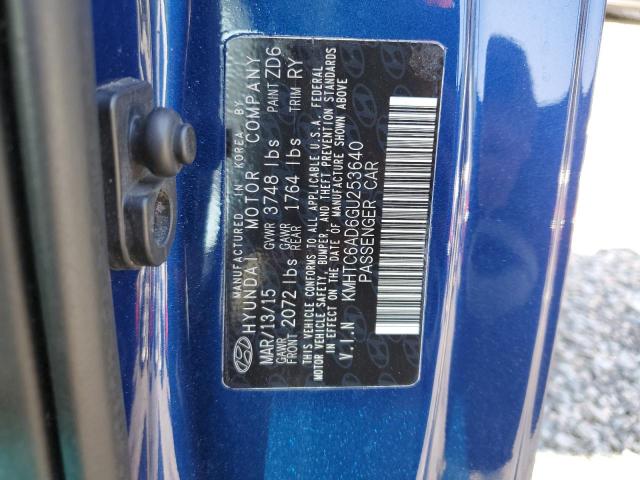 MANUFACTURED IN KOREA BY
HYUNDAI MOTOR COMPANY
MAR/13/15 GVWR 3748 lbs PAINT ZD6
GAWR FRONT 2072 lbs GAWR REAR 1764 lbs TRIM RY
THIS VEHICLE CONFORMS TO ALL APPLICABLE U.S.A. FEDERAL
MOTOR VEHICLE SAFETY, BUMPER, AND THEFT PREVENTION STANDARDS
IN EFFECT ON THE DATE OF MANUFACTURE SHOWN ABOVE
V.I.N KMHTC6AD6GU253640
PASSENGER CAR